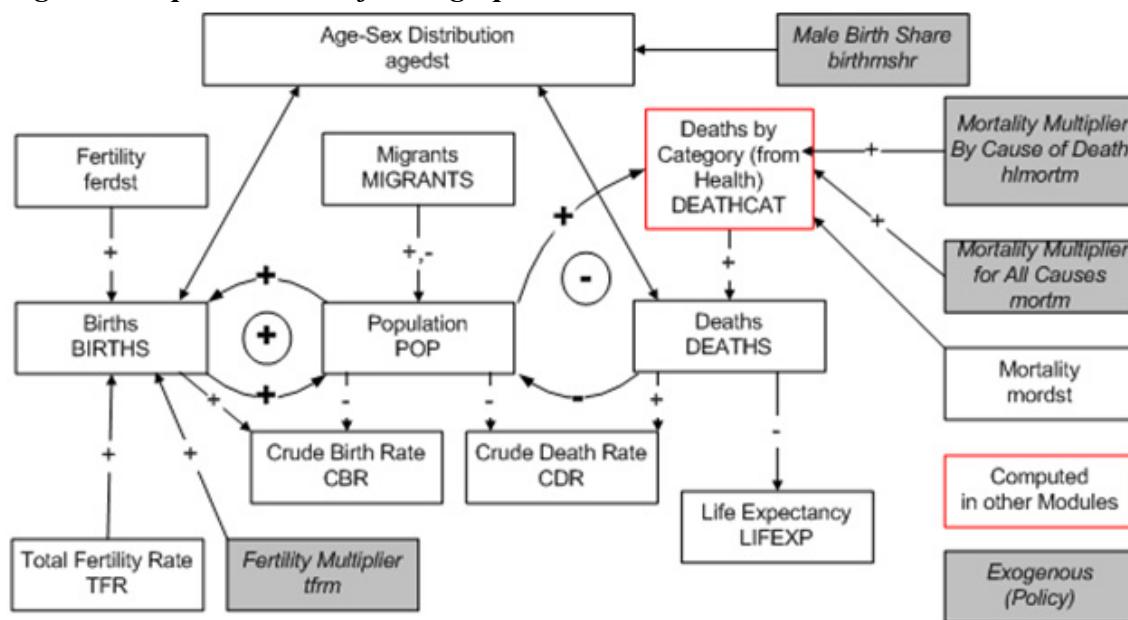 Age-Sex Distribution
agedst
Male Birth Share
birthmshr
Fertility
ferdst
Migrants
MIGRANTS
Deaths by
Category (from
Health)
DEATHCAT
Mortality Multiplier
By Cause of Death
hlmortm
+
+
+
+
+,-
+
-
Mortality Multiplier
for All Causes
mortm
+
Births
BIRTHS
+
Population
POP
Deaths
DEATHS
Mortality
mordst
+
-
+
-
-
+
-
Crude Birth Rate
CBR
Crude Death Rate
CDR
+
+
Life Expectancy
LIFEXP
Computed
in other Modules
Total Fertility Rate
TFR
Fertility Multiplier
tfrm
Exogenous
(Policy)